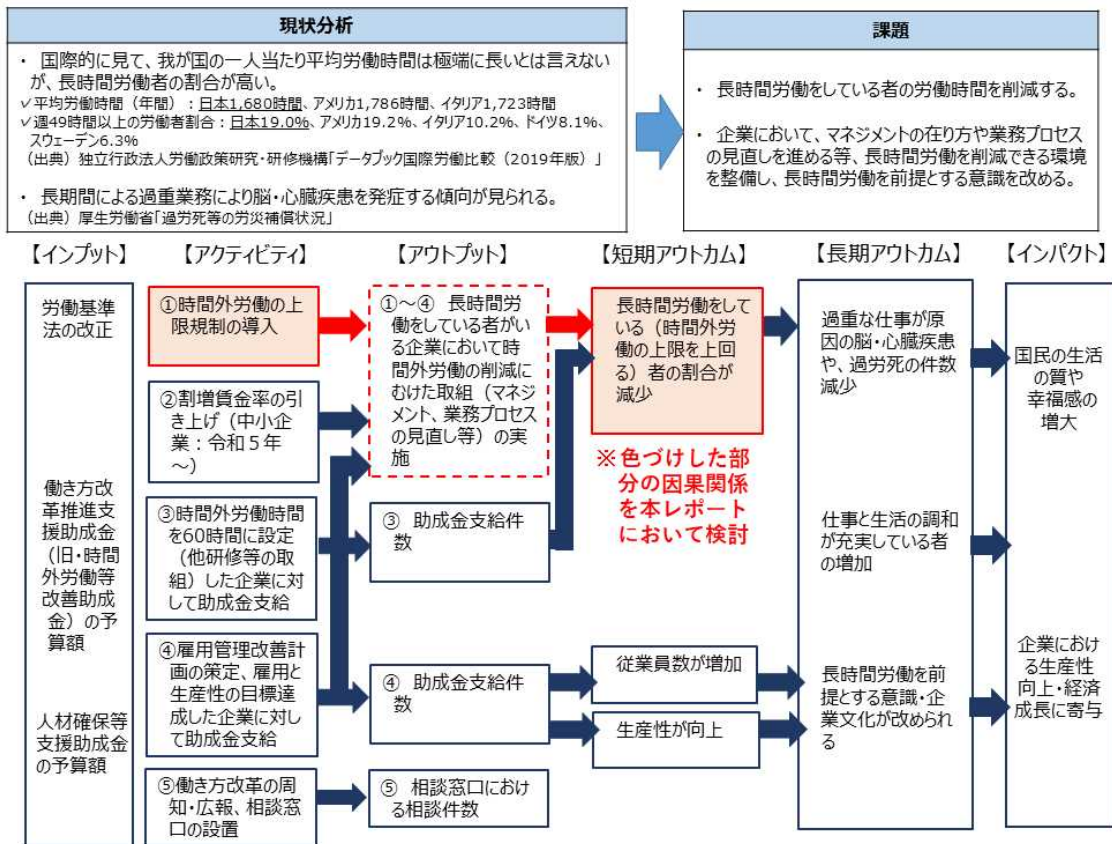 現状分析
・ 国際的に見て、我が国の一人当たり平均労働時間は極端に長いとは言えない
が、長時間労働者の割合が高い。
✓平均労働時間（年間）：日本1,680時間、アメリカ1,786時間、イタリア1,723時間
✓週49時間以上の労働者割合：日本19.0%、アメリカ19.2%、イタリア10.2%、ドイツ8.1%、
スウェーデン6.3%
（出典）独立行政法人労働政策研究・研修機構「データブック国際労働比較（2019年版）」
・ 長期間による過重業務により脳・心臓疾患を発症する傾向が見られる。
（出典）厚生労働省「過労死等の労災補償状況」
課題
・ 長時間労働をしている者の労働時間を削減する。
・ 企業において、マネジメントの在り方や業務プロセス
の見直しを進める等、長時間労働を削減できる環境
を整備し、長時間労働を前提とする意識を改める。
【インプット】
【アクティビティ】
【アウトプット】
【短期アウトカム】
【長期アウトカム】
【インパクト】
労働基準
法の改正
働き方改
革推進支
援助成金
（旧・時間
外労働等
改善助成
金）の予
算額
人材確保等
支援助成金
の予算額
①時間外労働の上
限規制の導入
②割増賃金率の引
き上げ（中小企
業：令和５年
～）
③時間外労働時間
を60時間に設定
（他研修等の取
組）した企業に対
して助成金支給
④雇用管理改善計
画の策定、雇用と
生産性の目標達
成した企業に対し
て助成金支給
⑤働き方改革の周
知・広報、相談窓
口の設置
①～④ 長時間労
働をしている者がい
る企業において時
間外労働の削減に
むけた取組（マネ
ジメント、業務プロセス
の見直し等）の実
施
③ 助成金支給件
数
④ 助成金支給件
数
⑤ 相談窓口におけ
る相談件数
長時間労働をして
いる（時間外労
働の上限を上回
る）者の割合が
減少
※色づけした部
分の因果関係
を本レポート
において検討
従業員数が増加
生産性が向上
過重な仕事が原
因の脳・心臓疾患
や、過労死の件数
減少
仕事と生活の調和
が充実している者
の増加
長時間労働を前
提とする意識・企
業文化が改められ
る
国民の生活
の質や
幸福感の
増大
企業における
生産性
向上・経済
成長に寄与